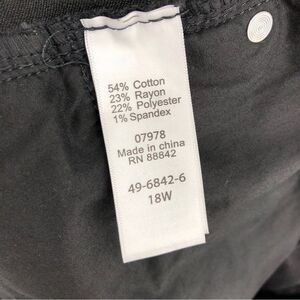 54% Cotton
23% Rayon
22% Polyester
1% Spandex
07978
Made in china
RN 88842
49-6842-6
18W